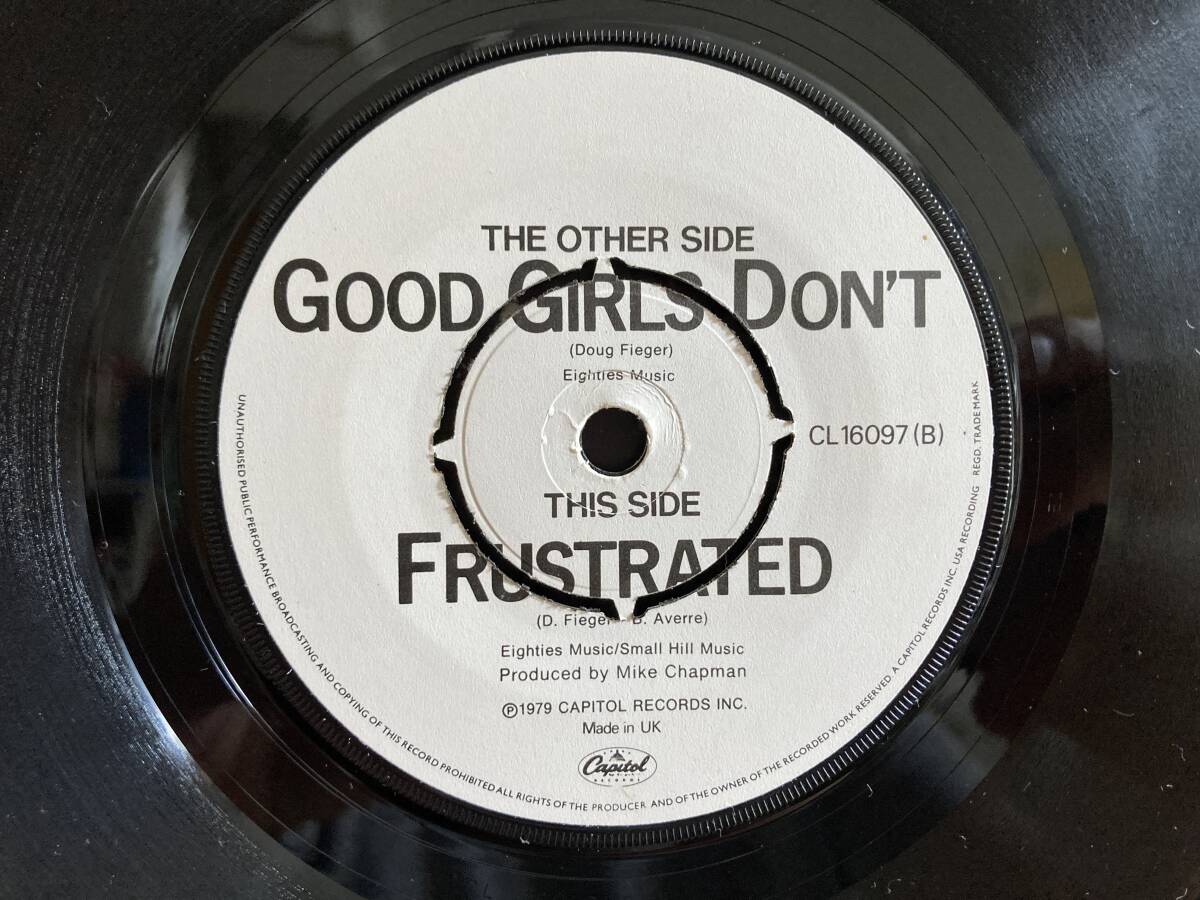 THE OTHER SIDE
GOOD GIRLS DON'T
(Doug Fieger)
Eighties Music
CL16097 (B)
THIS SIDE
FRUSTRATED
(D. Fieger B. Averre)
Eighties Music/Small Hill Music
Produced by Mike Chapman
℗1979 CAPITOL RECORDS INC.
Made in UK
Capitol
RECORDS
UNAUTHORISED PUBLIC PERFORMANCE BROADCASTING AND COPYING OF THIS RECORD PROHIBITED ALL RIGHTS OF THE PRODUCER AND OF THE OWNER OF THE RECORDED WORK RESERVED. A CAPITOL RECORDS INC. USA RECORDING REGD. TRADE MARK